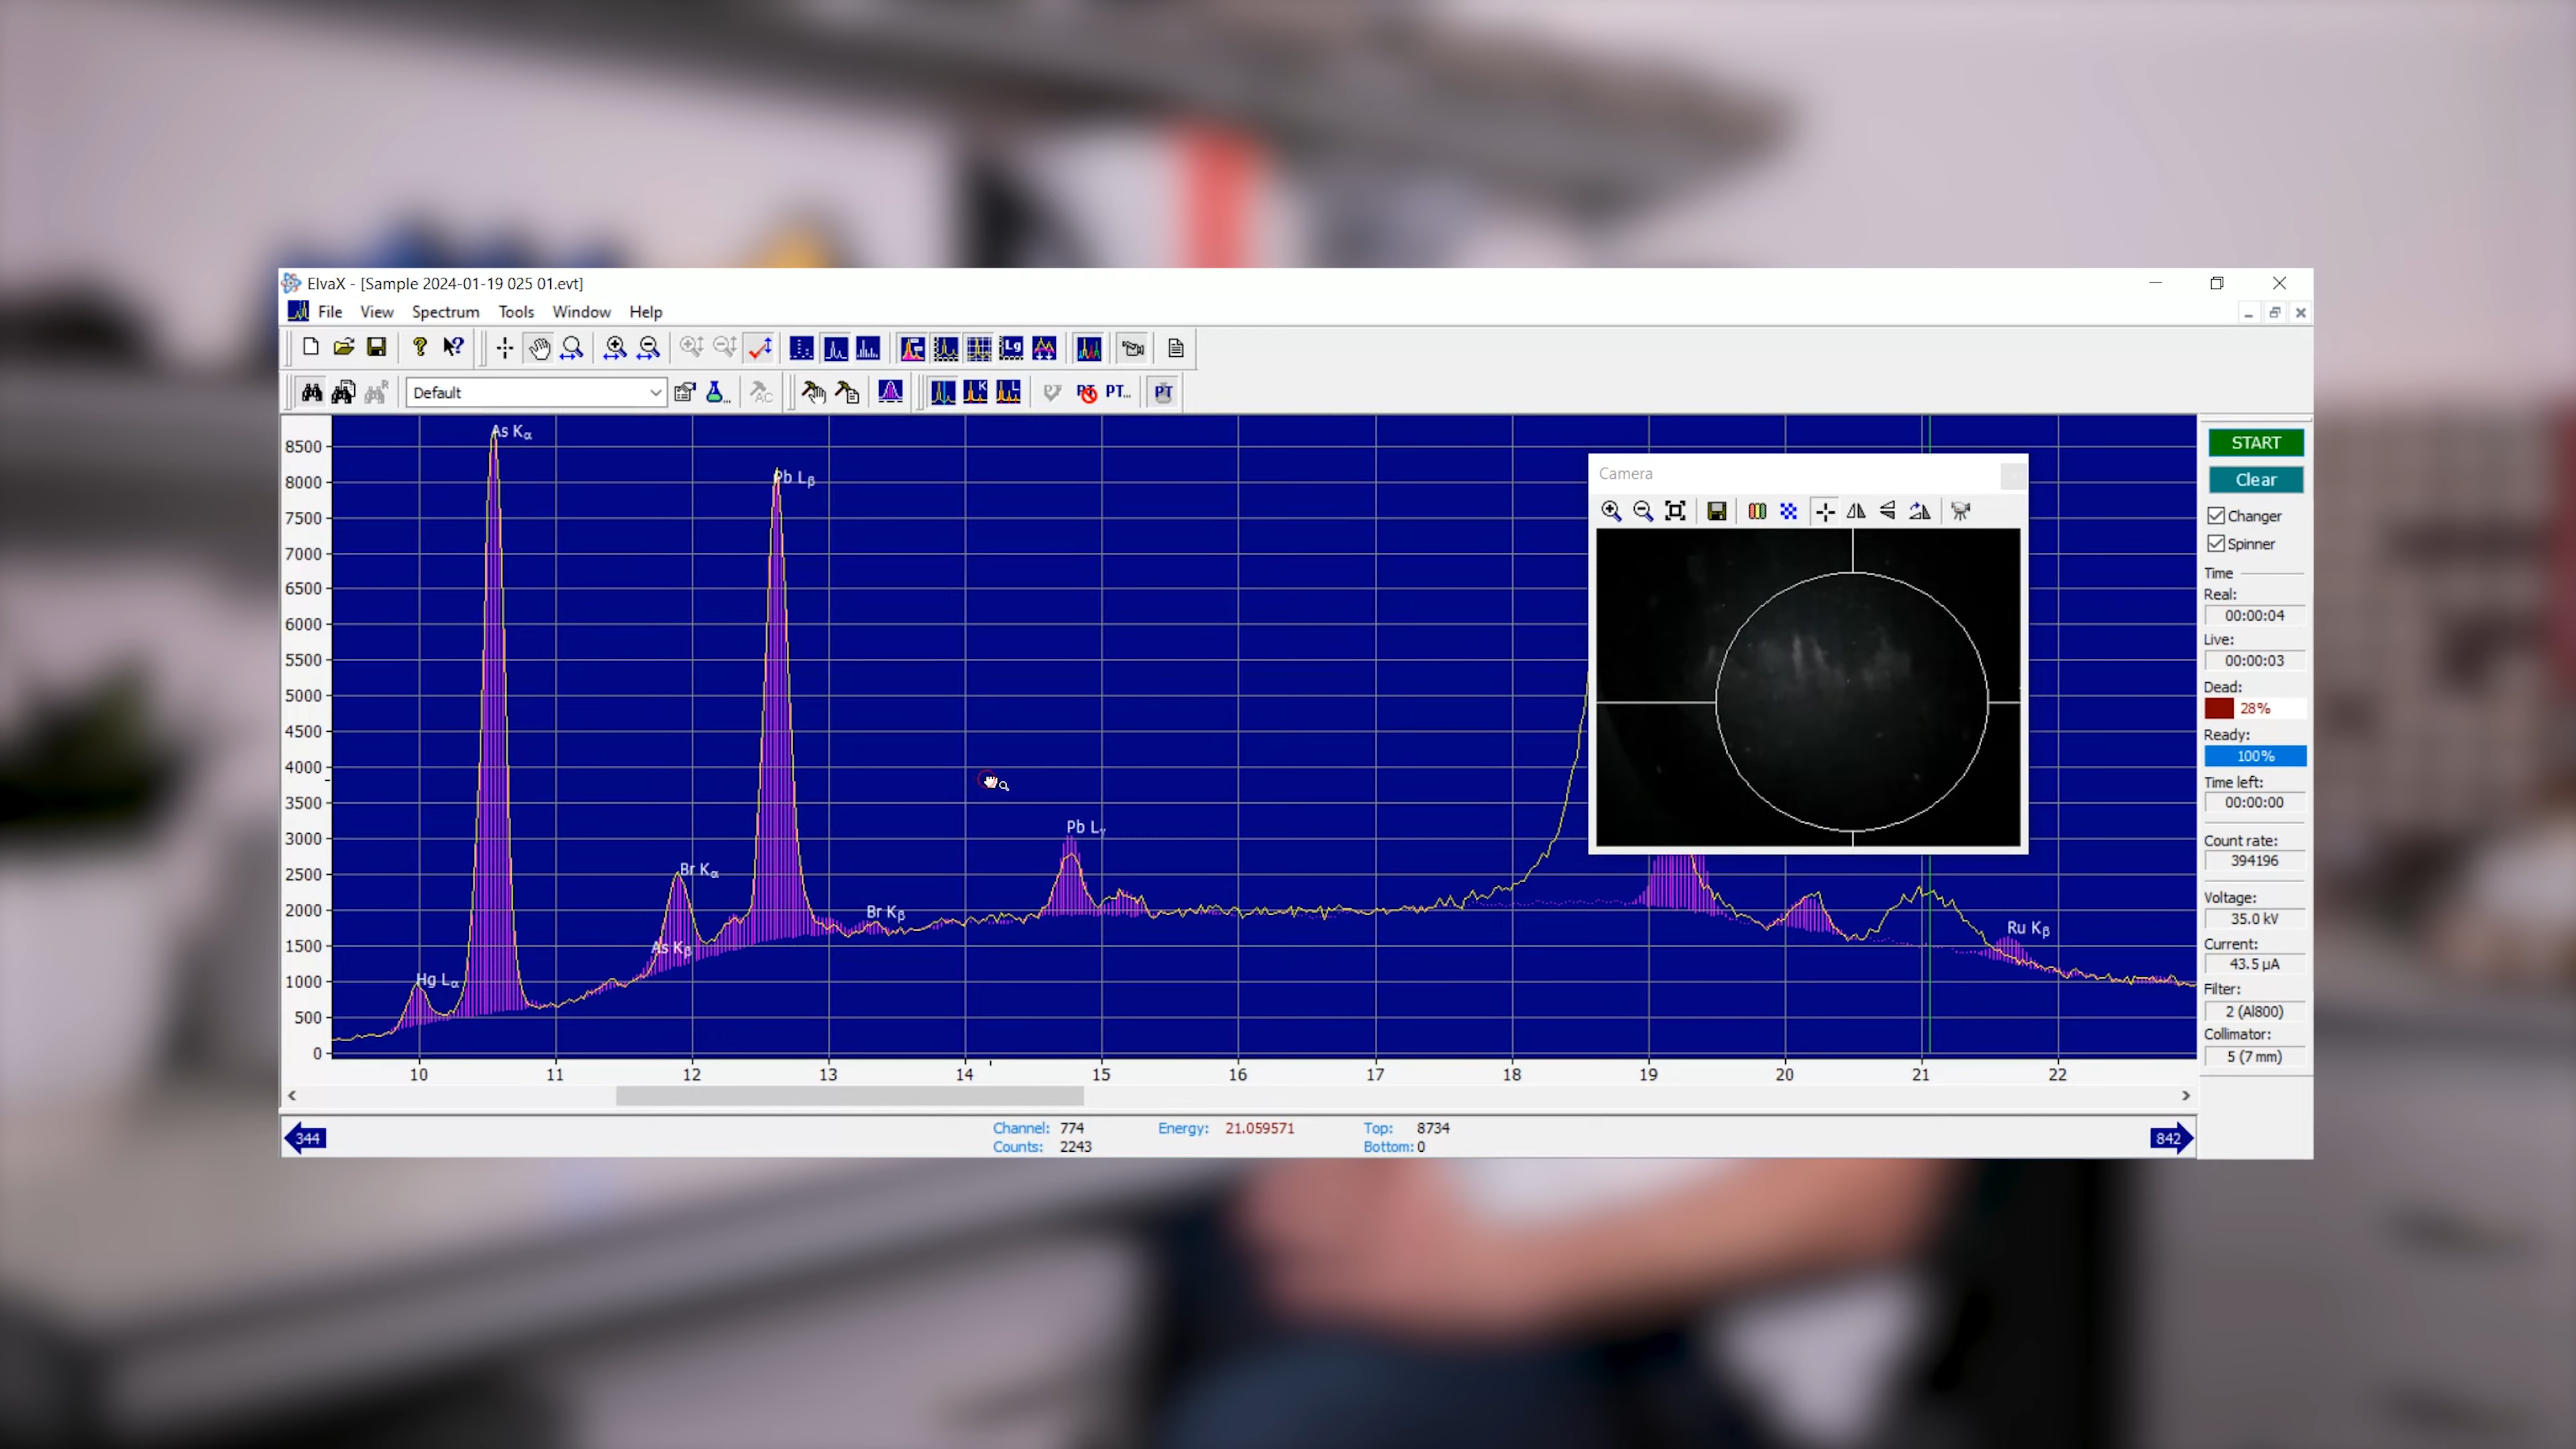 ElvaX - [Sample 2024-01-19 025 01.evt]
File View Spectrum Tools Window Help
Lg
R Default AC K L PT PT... PT
START
Clear
Changer
Spinner
Time
Real:
00:00:04
Live:
00:00:03
Dead:
28%
Ready:
100%
Time left:
00:00:00
Count rate:
394196
Voltage:
35.0 kV
Current:
43.5 µA
Filter:
2 (Al800)
Collimator:
5 (7 mm)
Camera
8500
8000
7500
7000
6500
6000
5500
5000
4500
4000
3500
3000
2500
2000
1500
1000
500
0
As Kα
Pb Lβ
Pb Lγ
Br Kα
Br Kβ
As Kβ
Hg Lα
Ru Kβ
10 11 12 13 14 15 16 17 18 19 20 21 22
344
Channel: 774 Energy: 21.059571 Top: 8734
Counts: 2243 Bottom: 0
842